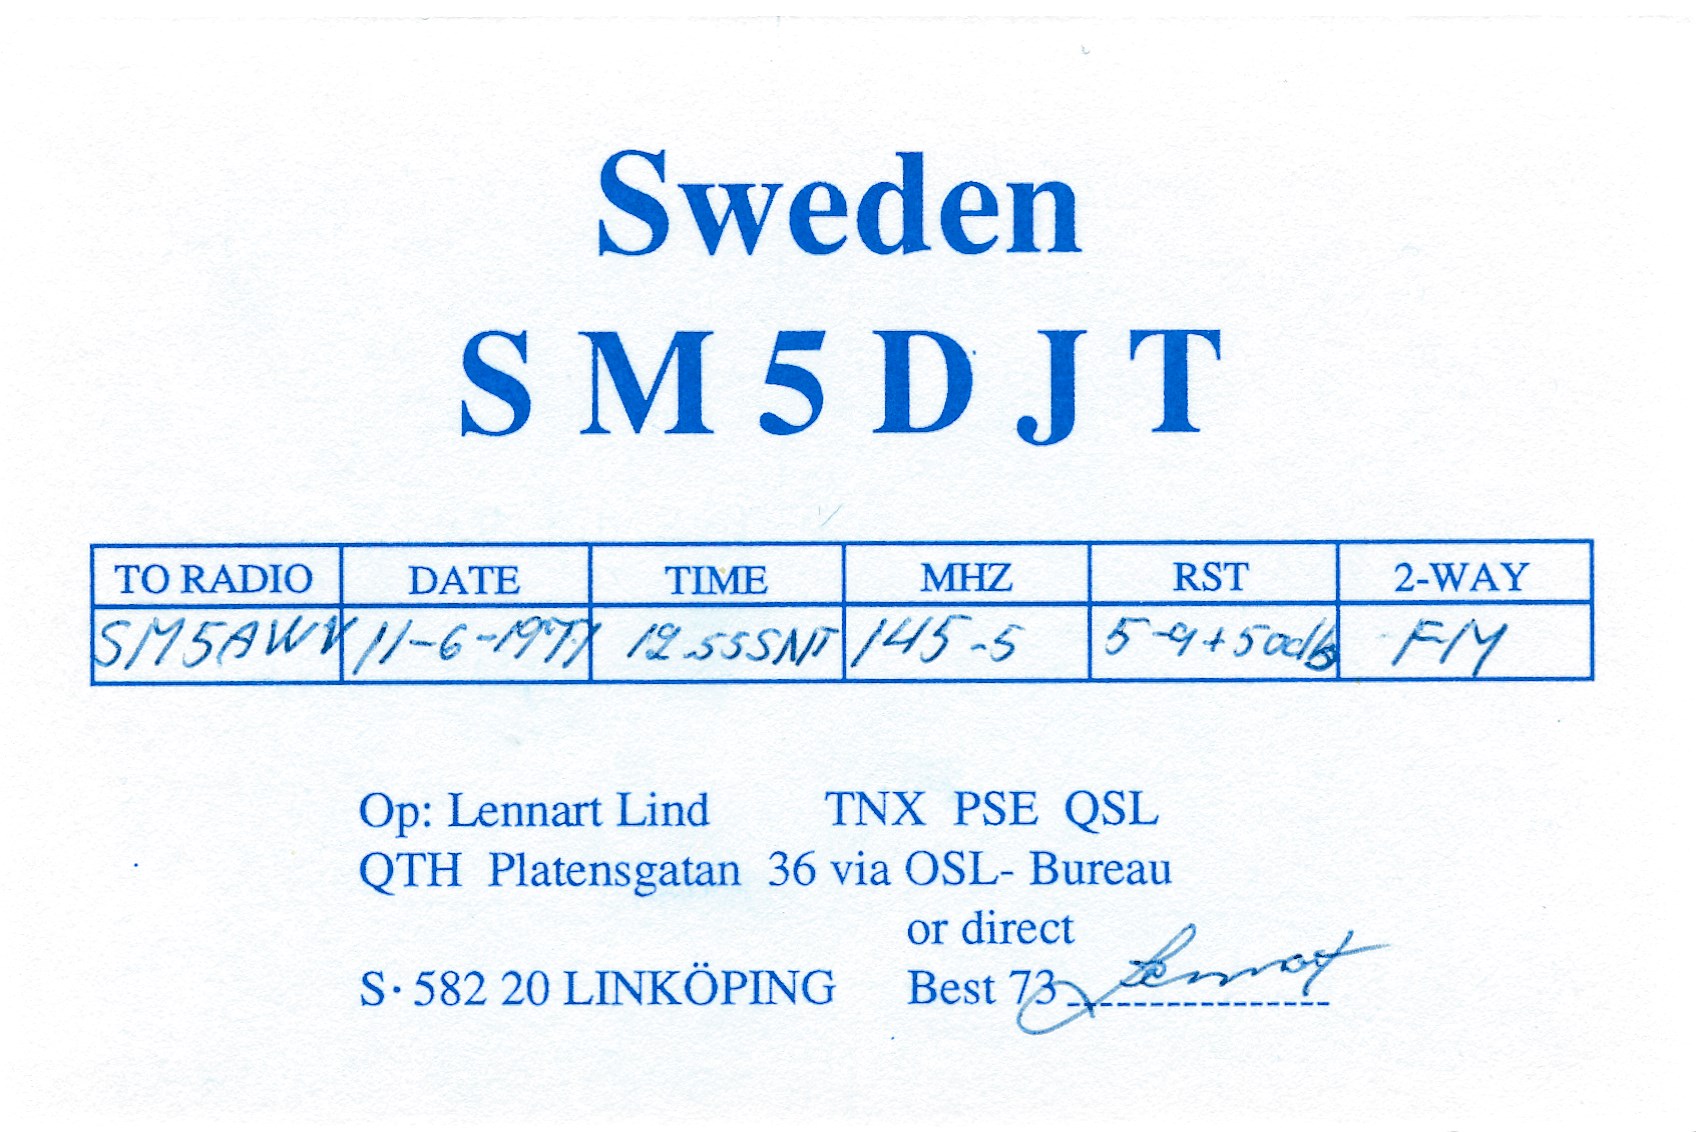 Sweden
SM5DJT
TO RADIO DATE TIME MHZ RST 2-WAY
SM5AWV 11-6-1971 12.55SNT 145-5 5-9+50db FM
Op: Lennart Lind TNX PSE QSL
QTH Platensgatan 36 via OSL- Bureau
or direct
S·582 20 LINKÖPING Best 73 Lennart